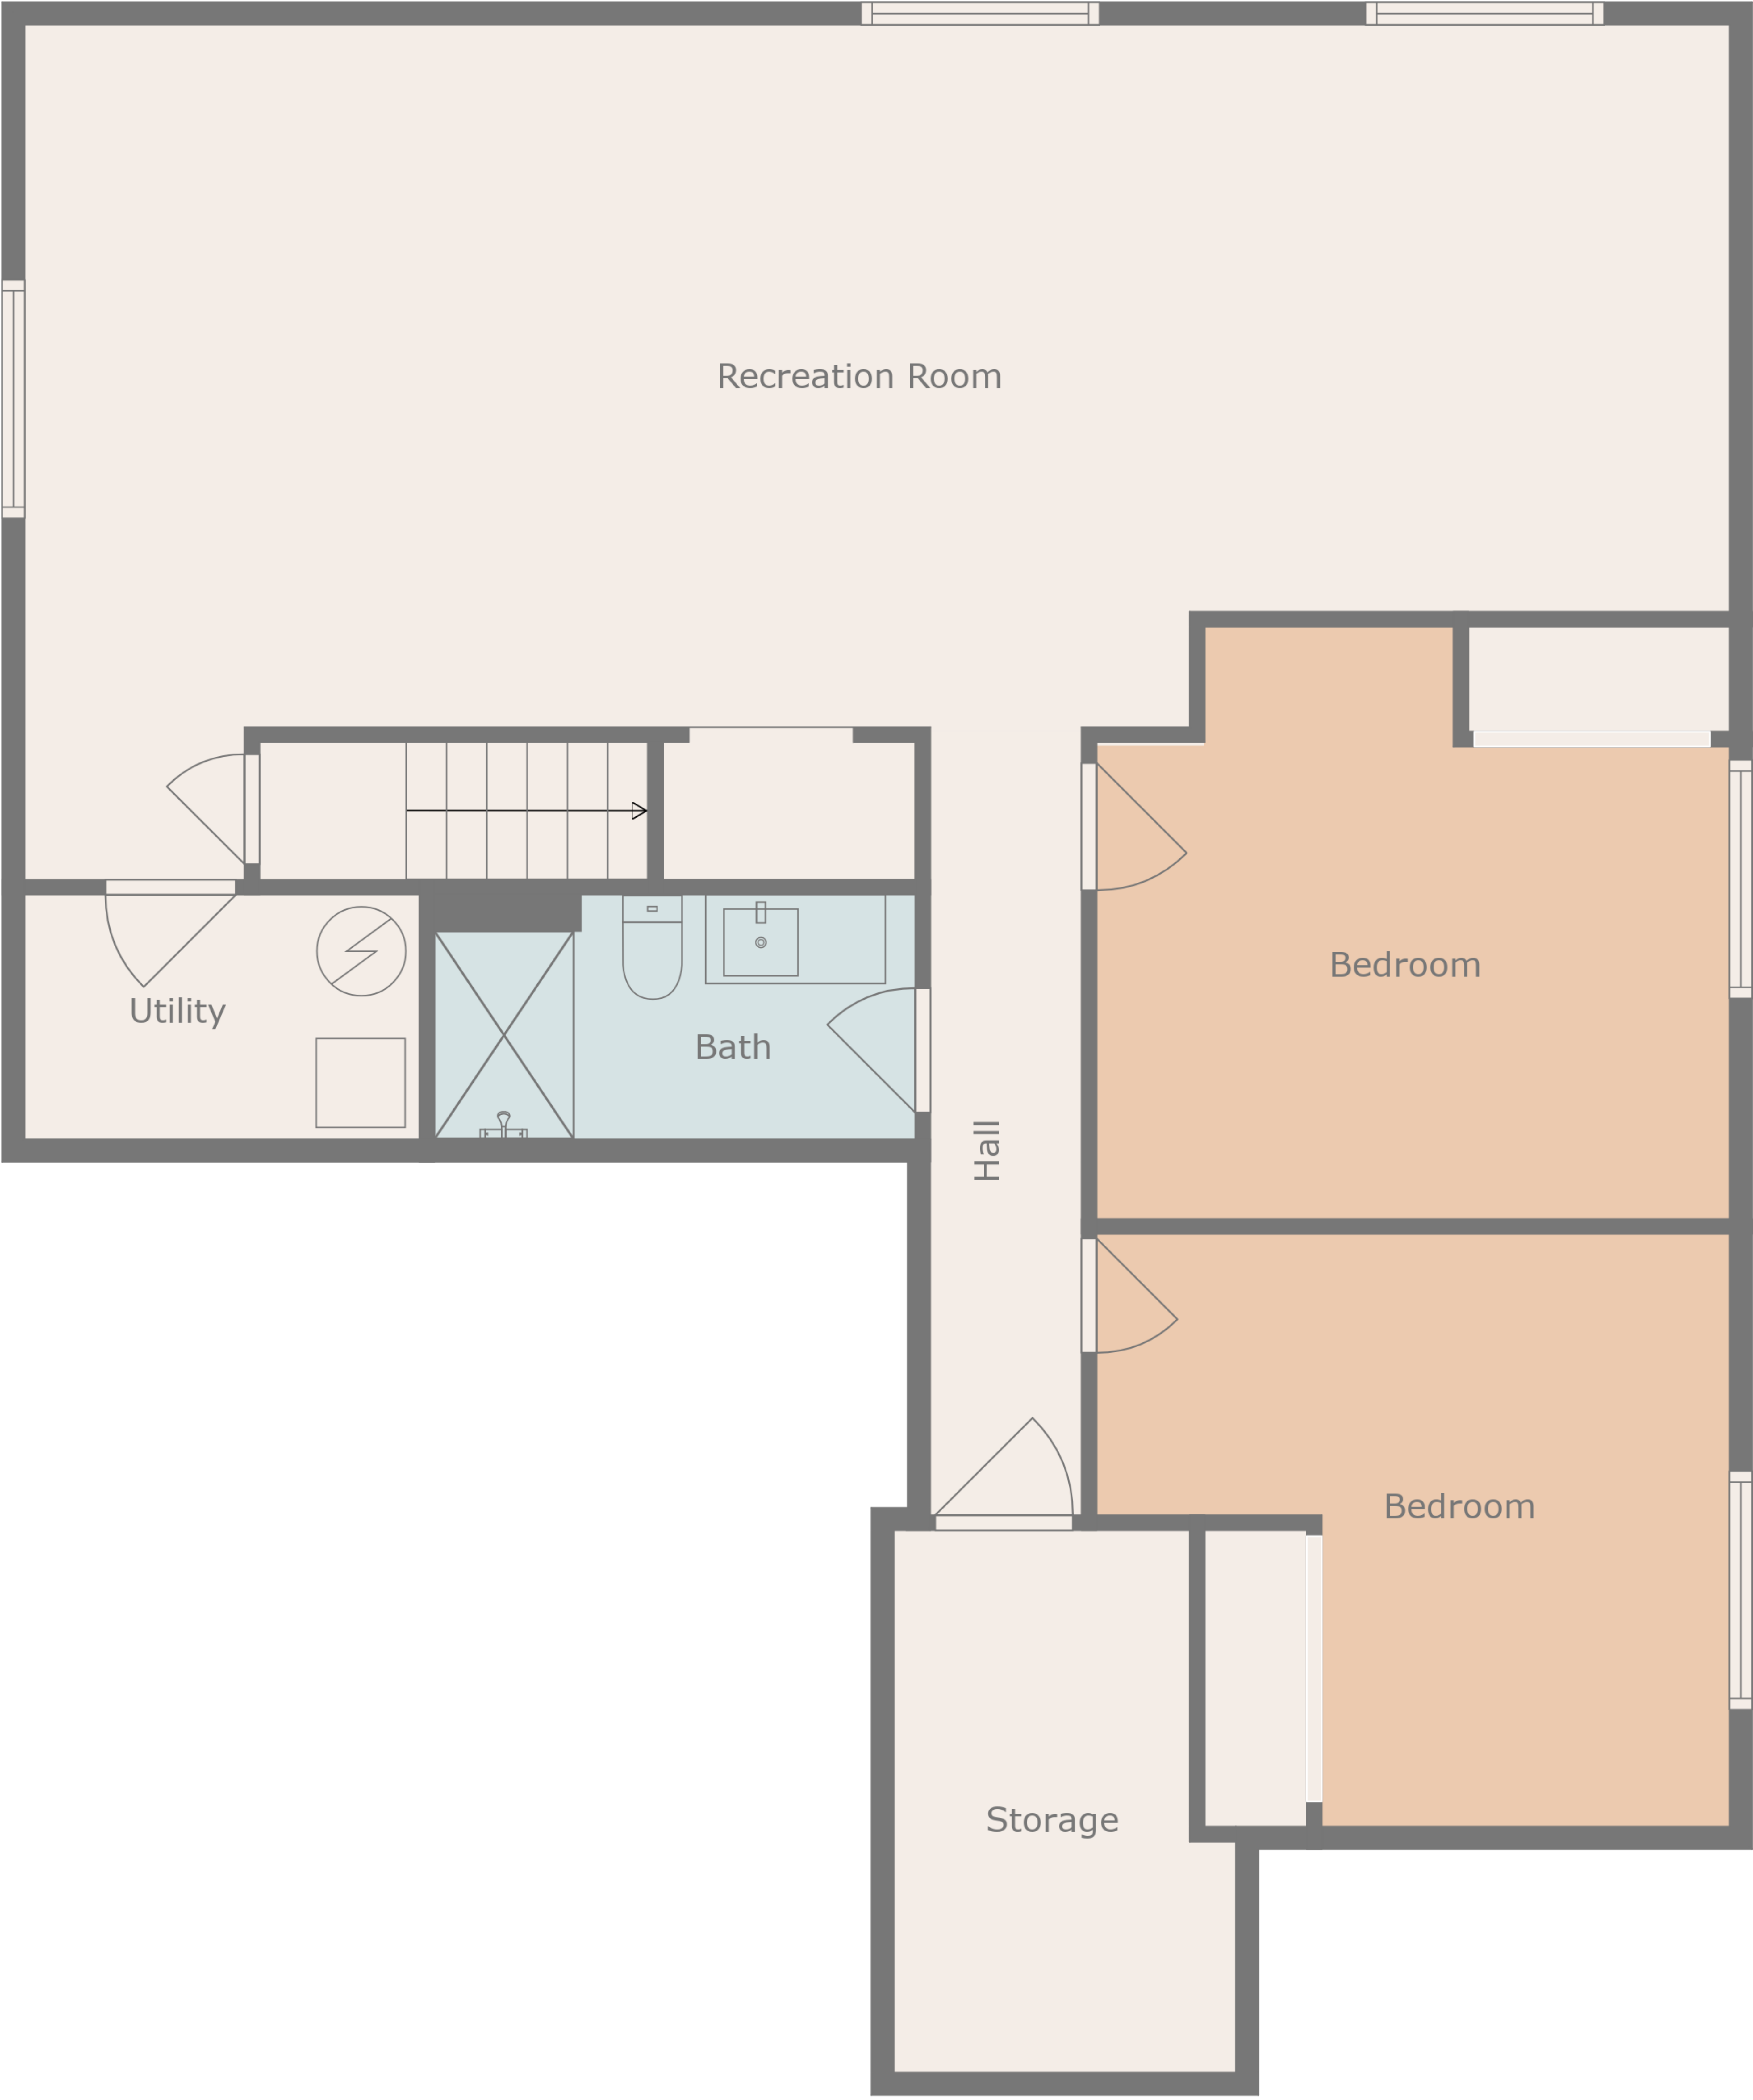 Recreation Room
Bedroom
Utility
Bath
Hall
Bedroom
Storage